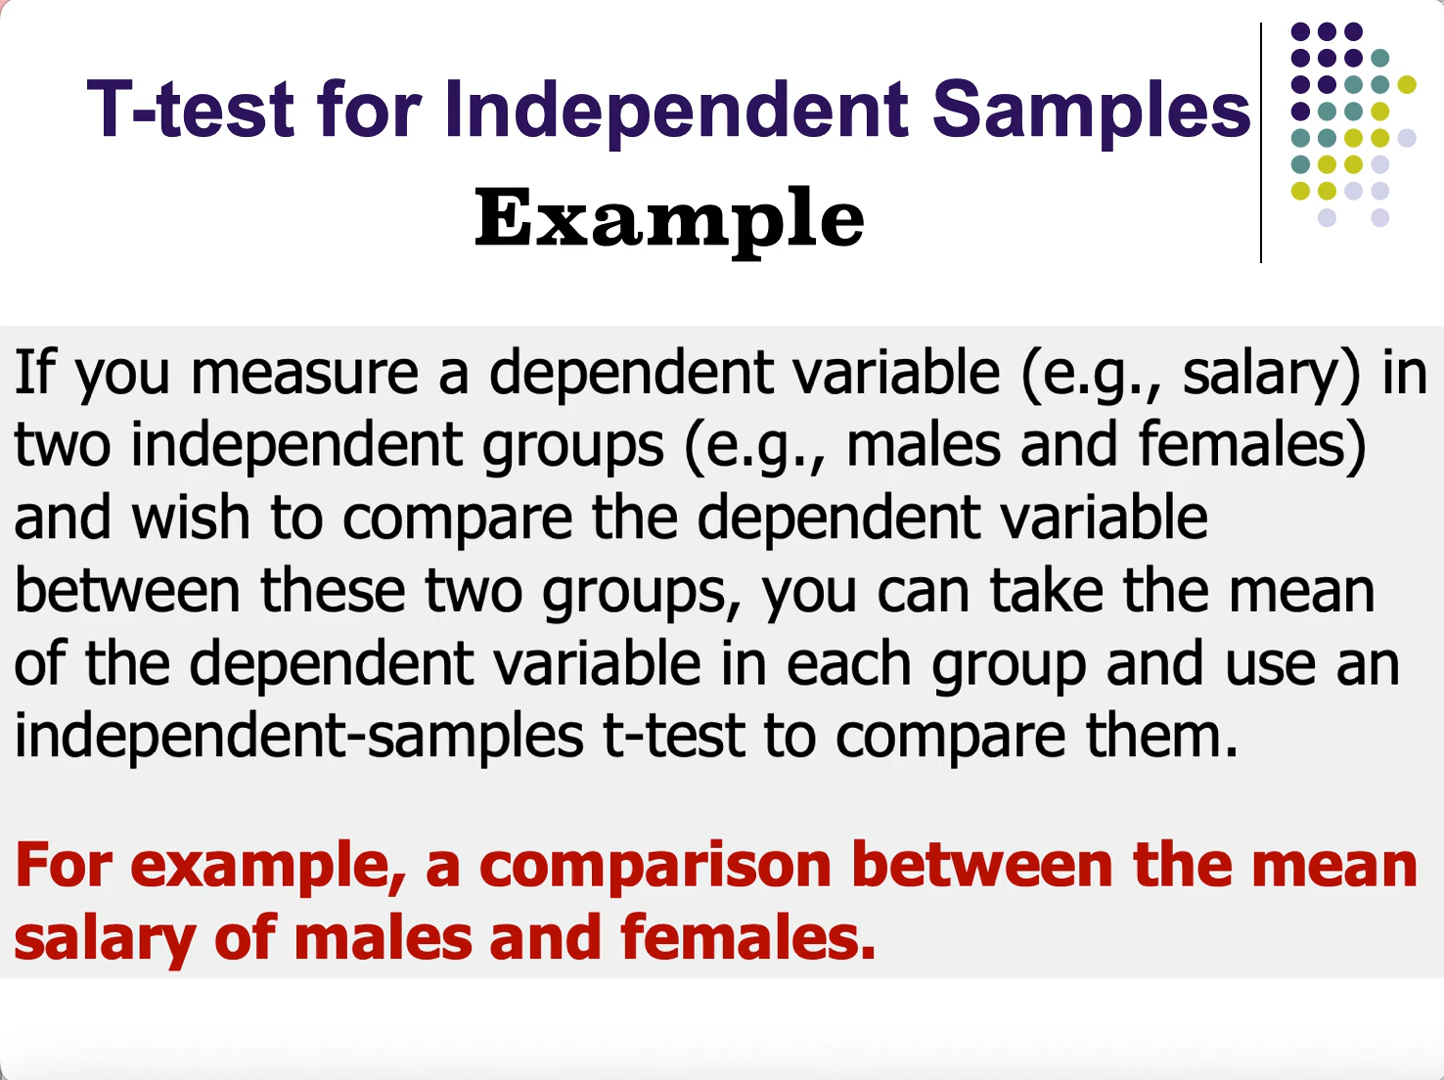 T-test for Independent Samples
Example
If you measure a dependent variable (e.g., salary) in
two independent groups (e.g., males and females)
and wish to compare the dependent variable
between these two groups, you can take the mean
of the dependent variable in each group and use an
independent-samples t-test to compare them.
For example, a comparison between the mean
salary of males and females.